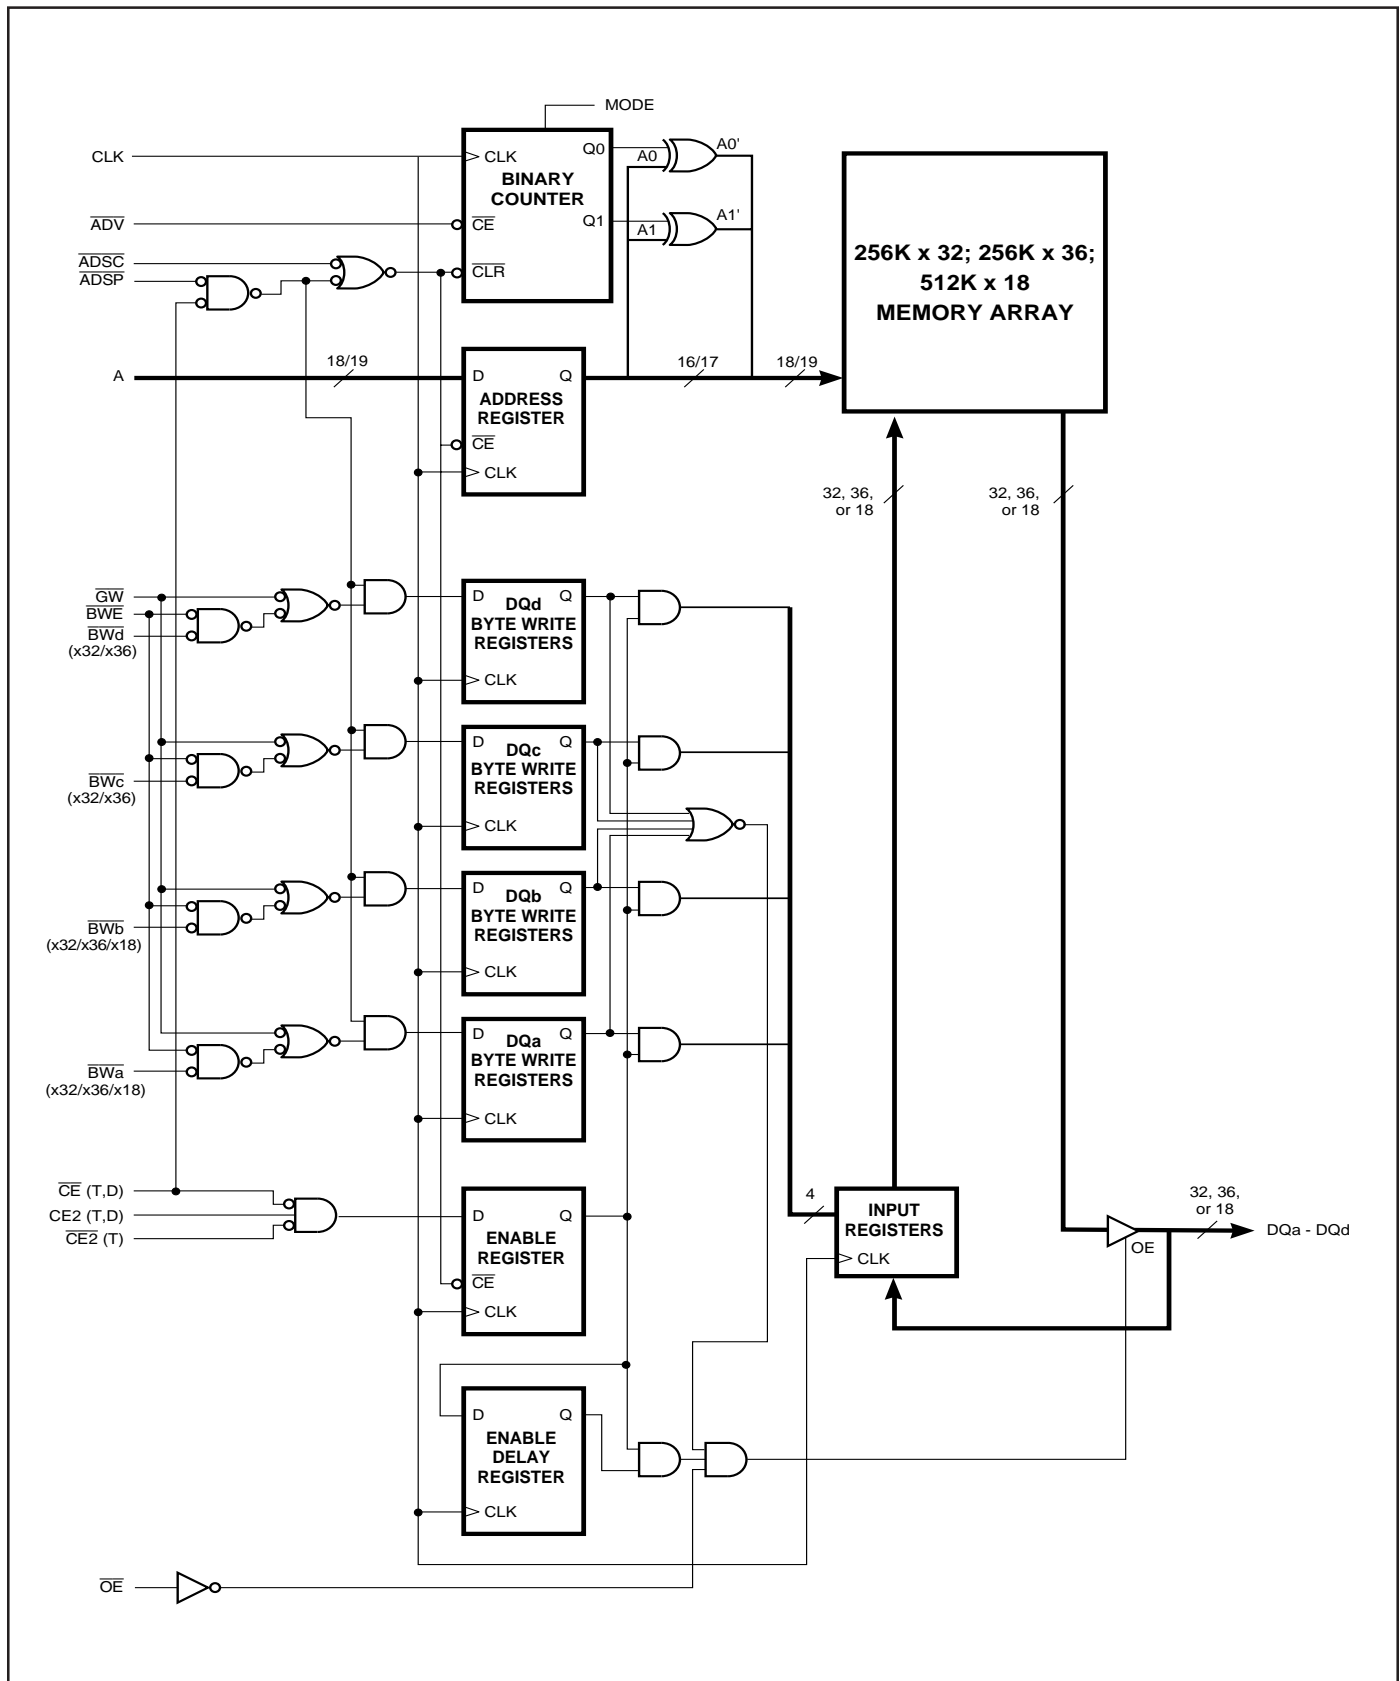 MODE
CLK
CLK
Q0
A0
A0'
BINARY
COUNTER
ADV
CE
Q1
A1
A1'
ADSC
ADSP
CLR
256K x 32; 256K x 36;
512K x 18
MEMORY ARRAY
A
18/19
D
Q
16/17
18/19
ADDRESS
REGISTER
CE
CLK
32, 36,
or 18
32, 36,
or 18
GW
BWE
BWd
(x32/x36)
D
Q
DQd
BYTE WRITE
REGISTERS
CLK
BWc
(x32/x36)
D
Q
DQc
BYTE WRITE
REGISTERS
CLK
BWb
(x32/x36/x18)
D
Q
DQb
BYTE WRITE
REGISTERS
CLK
BWa
(x32/x36/x18)
D
Q
DQa
BYTE WRITE
REGISTERS
CLK
CE (T,D)
CE2 (T,D)
CE2 (T)
D
Q
ENABLE
REGISTER
CE
CLK
4
INPUT
REGISTERS
CLK
32, 36,
or 18
OE
DQa - DQd
D
Q
ENABLE
DELAY
REGISTER
CLK
OE